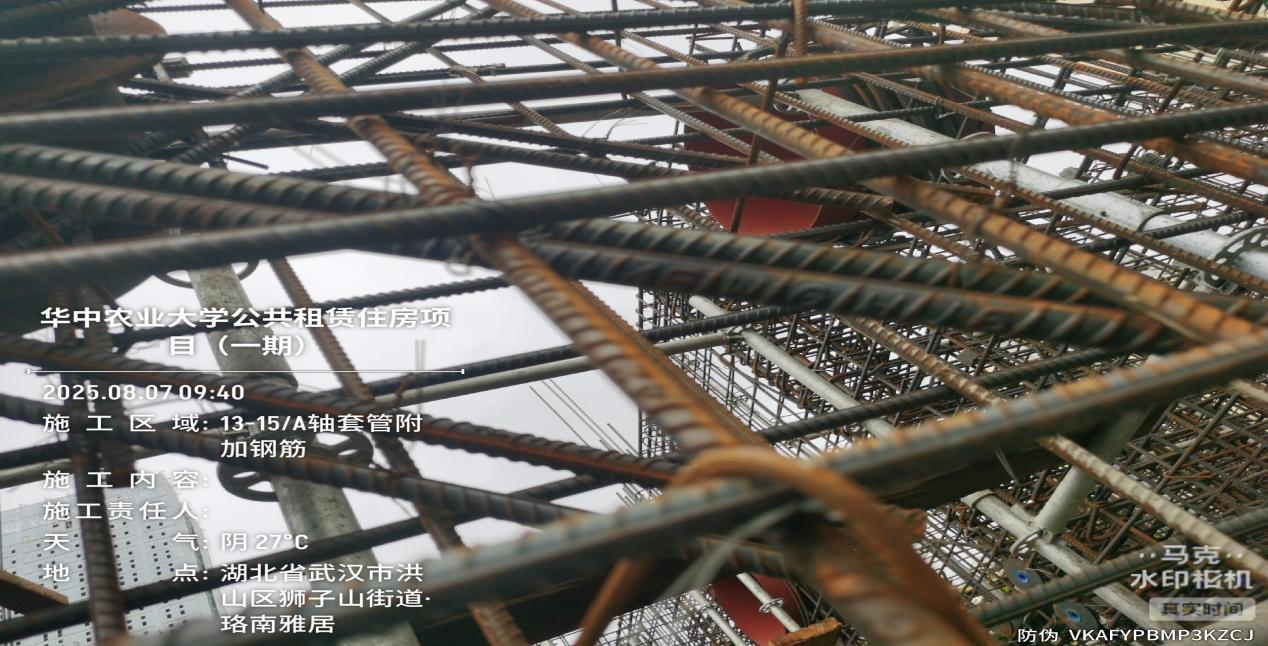 华中农业大学公共租赁住房项
目（一期）
2025.08.07 09:40
施工区域：13-15/A轴套管附
加钢筋
施工内容：
施工责任人：
天气：阴 27°C
地点：湖北省武汉市洪
山区狮子山街道·
珞南雅居
马克
水印相机
真实时间
防伪 VKAFYPBMP3KZCJ